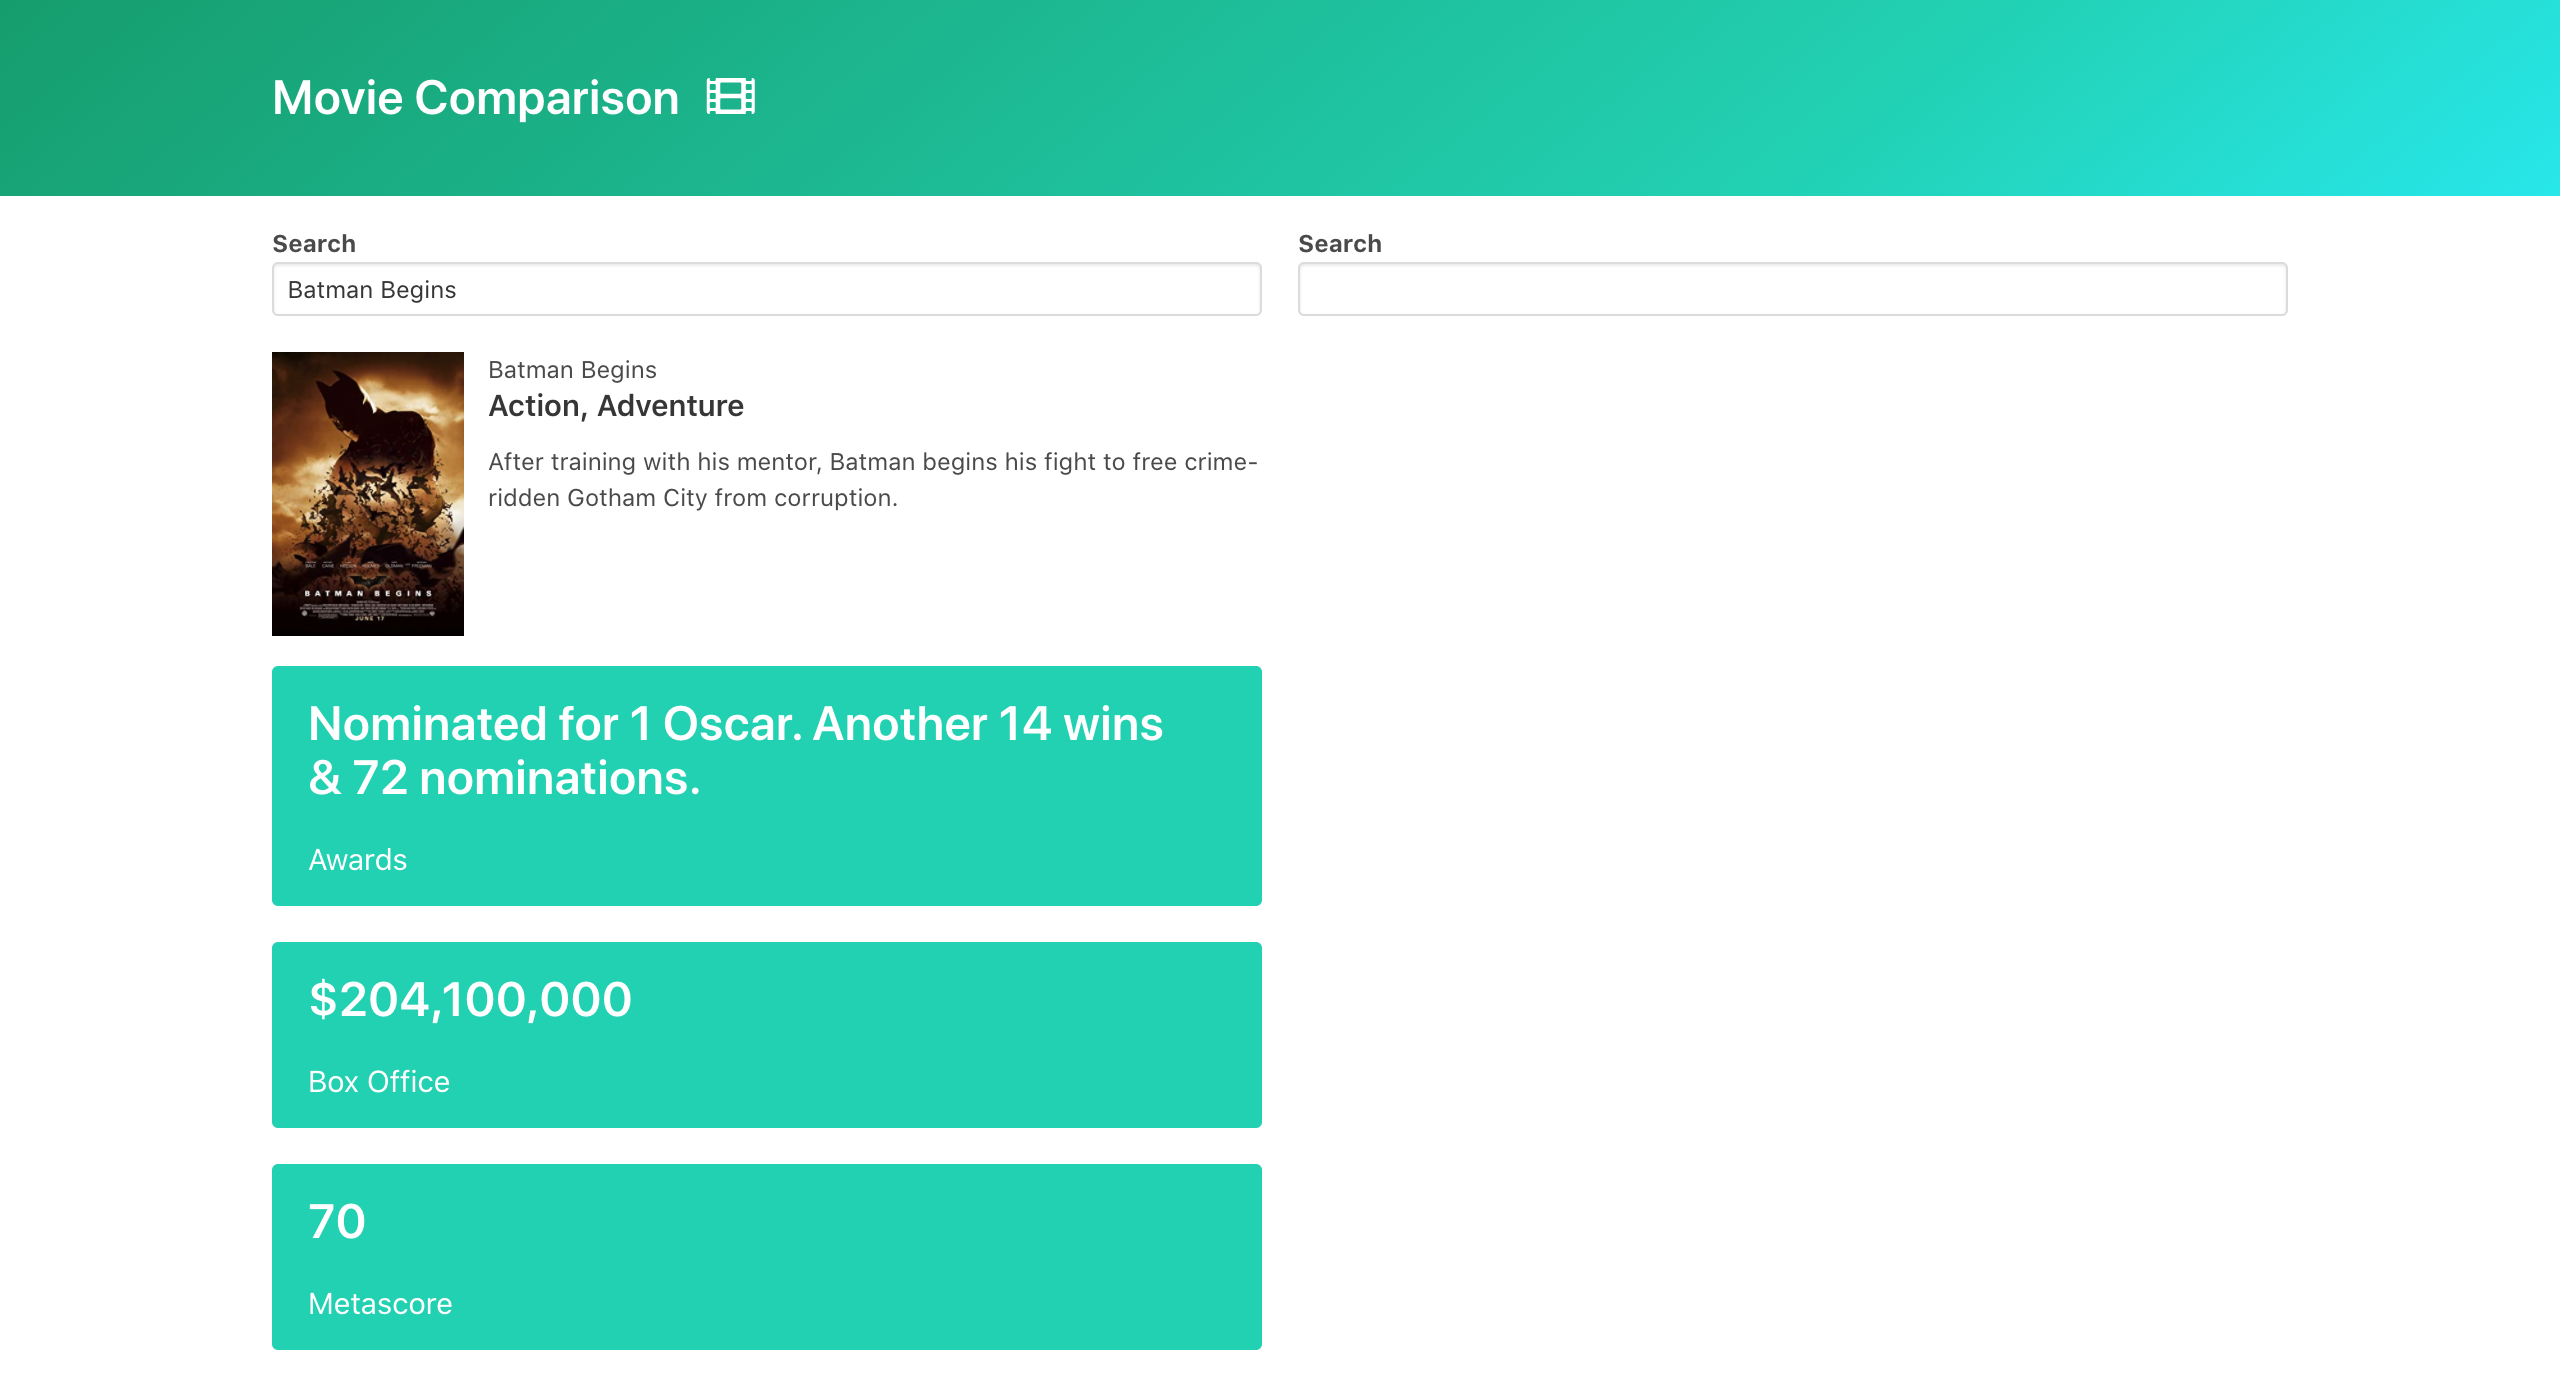 Movie Comparison
Search
Batman Begins
Batman Begins
Action, Adventure
After training with his mentor, Batman begins his fight to free crime-
ridden Gotham City from corruption.
BATMAN BEGINS
JUNE 17
Nominated for 1 Oscar. Another 14 wins
& 72 nominations.
Awards
$204,100,000
Box Office
70
Metascore
Search